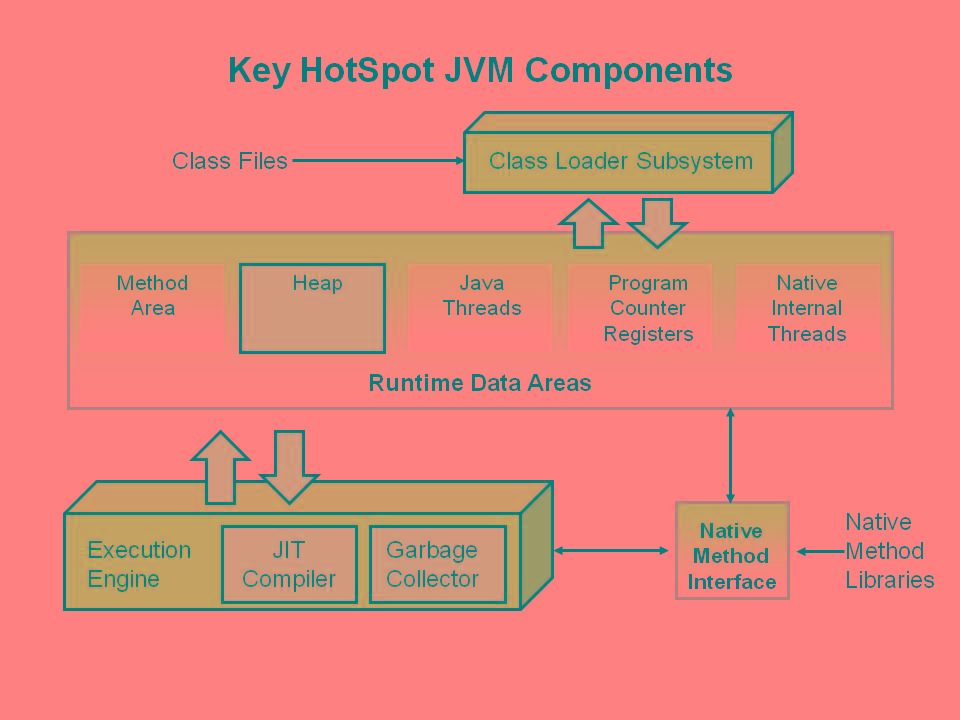 Key HotSpot JVM Components
Class Files
Class Loader Subsystem
Method
Area
Heap
Java
Threads
Program
Counter
Registers
Native
Internal
Threads
Runtime Data Areas
Execution
Engine
JIT
Compiler
Garbage
Collector
Native
Method
Interface
Native
Method
Libraries